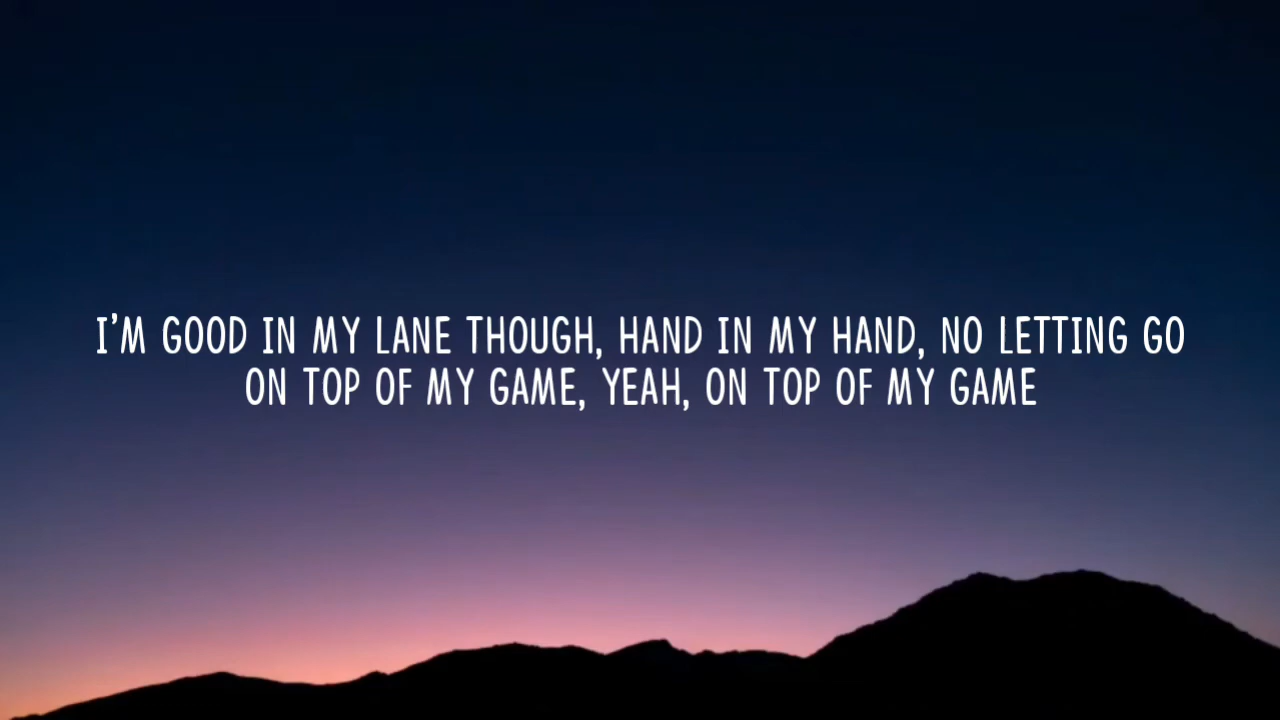 I'M GOOD IN MY LANE THOUGH, HAND IN MY HAND, NO LETTING GO
ON TOP OF MY GAME, YEAH, ON TOP OF MY GAME